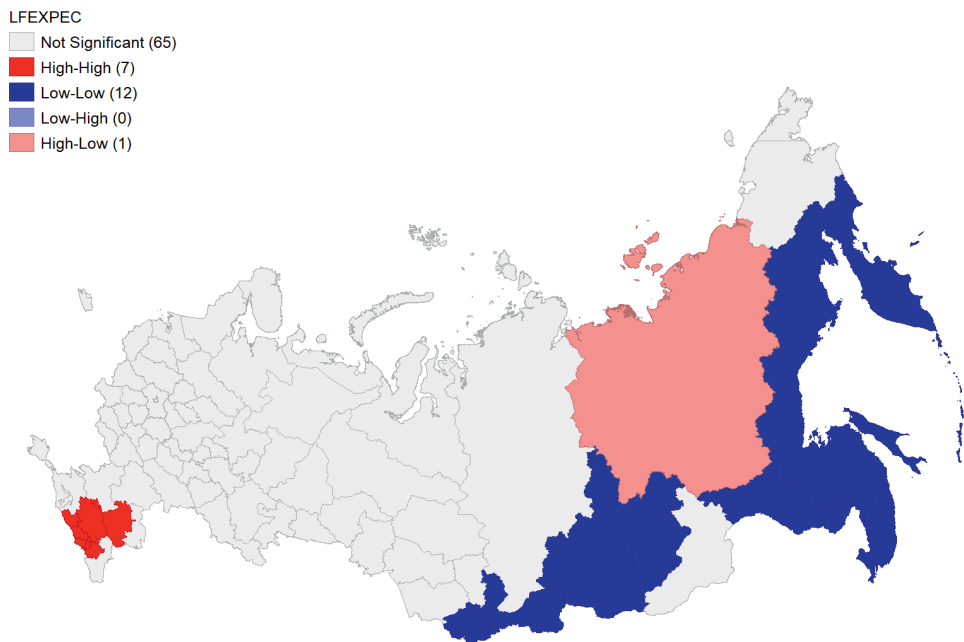 LFEXPEC
Not Significant (65)
High-High (7)
Low-Low (12)
Low-High (0)
High-Low (1)